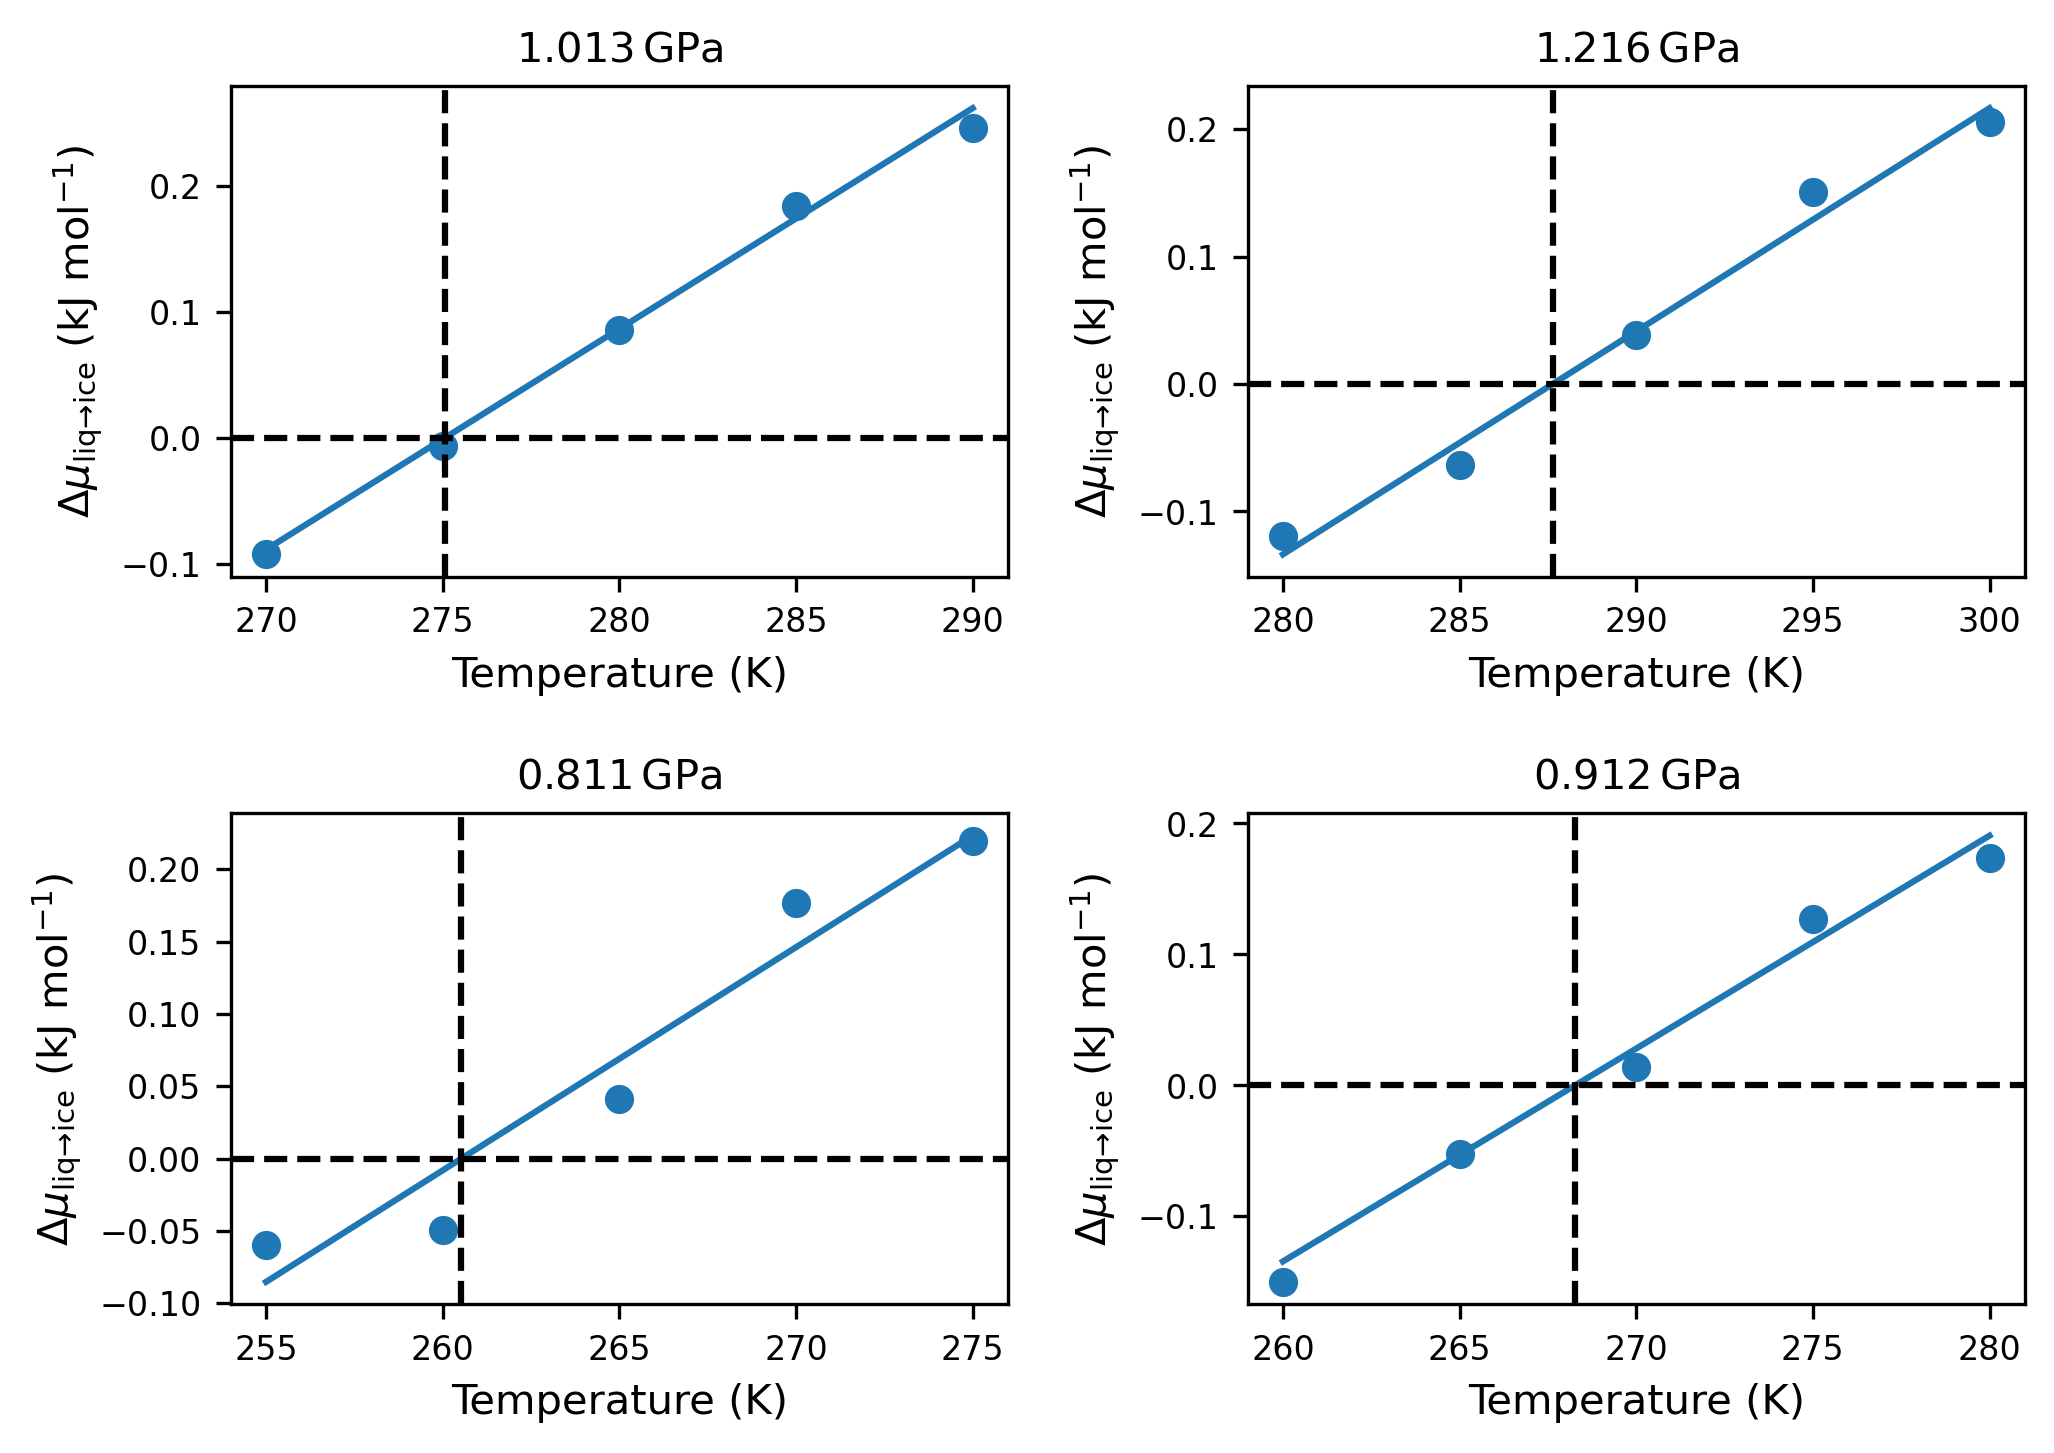 1.013 GPa
Δμliq→ice (kJ mol−1)
0.2
0.1
0.0
−0.1
270 275 280 285 290
Temperature (K)
1.216 GPa
Δμliq→ice (kJ mol−1)
0.2
0.1
0.0
−0.1
280 285 290 295 300
Temperature (K)
0.811 GPa
Δμliq→ice (kJ mol−1)
0.20
0.15
0.10
0.05
0.00
−0.05
−0.10
255 260 265 270 275
Temperature (K)
0.912 GPa
Δμliq→ice (kJ mol−1)
0.2
0.1
0.0
−0.1
260 265 270 275 280
Temperature (K)